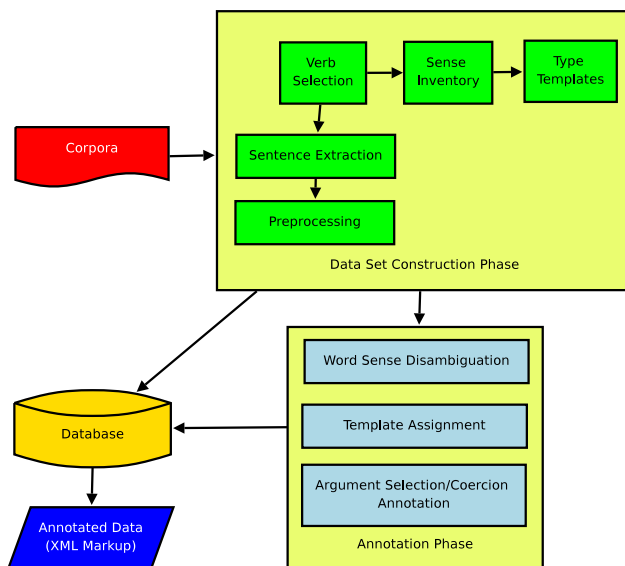 Verb
Selection
Sense
Inventory
Type
Templates
Corpora
Sentence Extraction
Preprocessing
Data Set Construction Phase
Word Sense Disambiguation
Template Assignment
Database
Argument Selection/Coercion
Annotation
Annotated Data
(XML Markup)
Annotation Phase